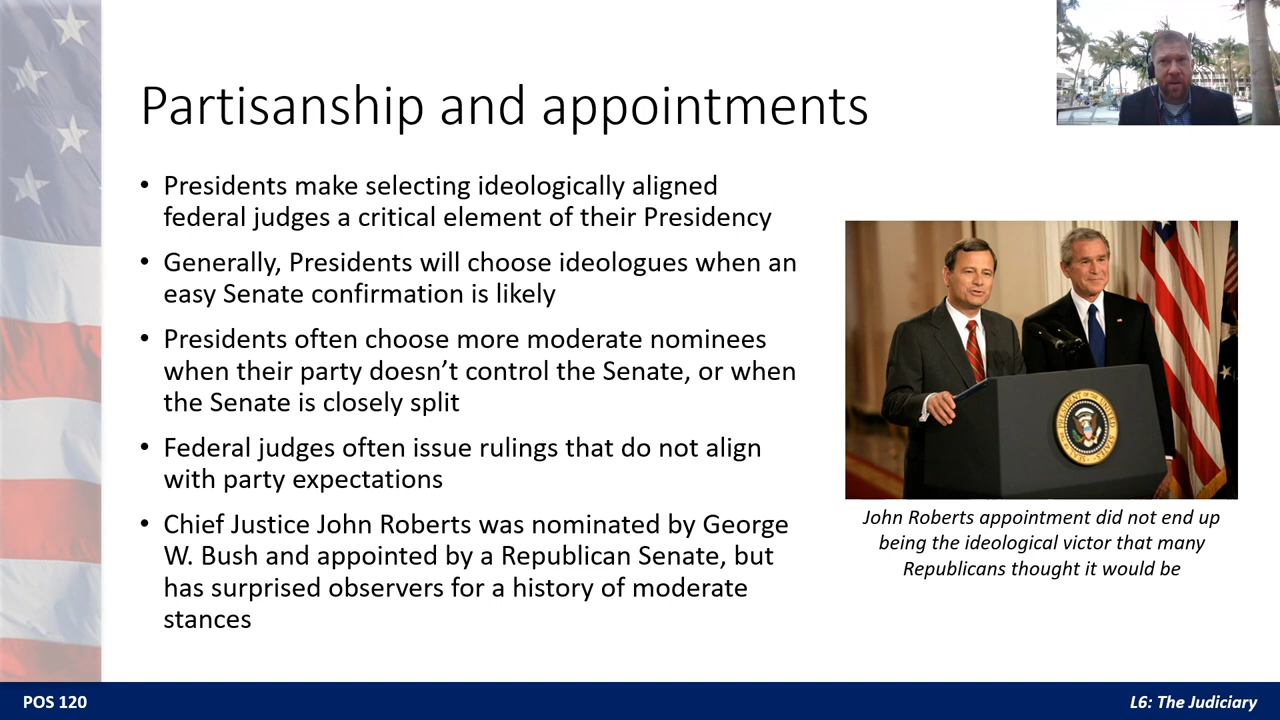 Partisanship and appointments
• Presidents make selecting ideologically aligned
federal judges a critical element of their Presidency
• Generally, Presidents will choose ideologues when an
easy Senate confirmation is likely
• Presidents often choose more moderate nominees
when their party doesn’t control the Senate, or when
the Senate is closely split
• Federal judges often issue rulings that do not align
with party expectations
• Chief Justice John Roberts was nominated by George
W. Bush and appointed by a Republican Senate, but
has surprised observers for a history of moderate
stances
John Roberts appointment did not end up
being the ideological victor that many
Republicans thought it would be
POS 120
L6: The Judiciary